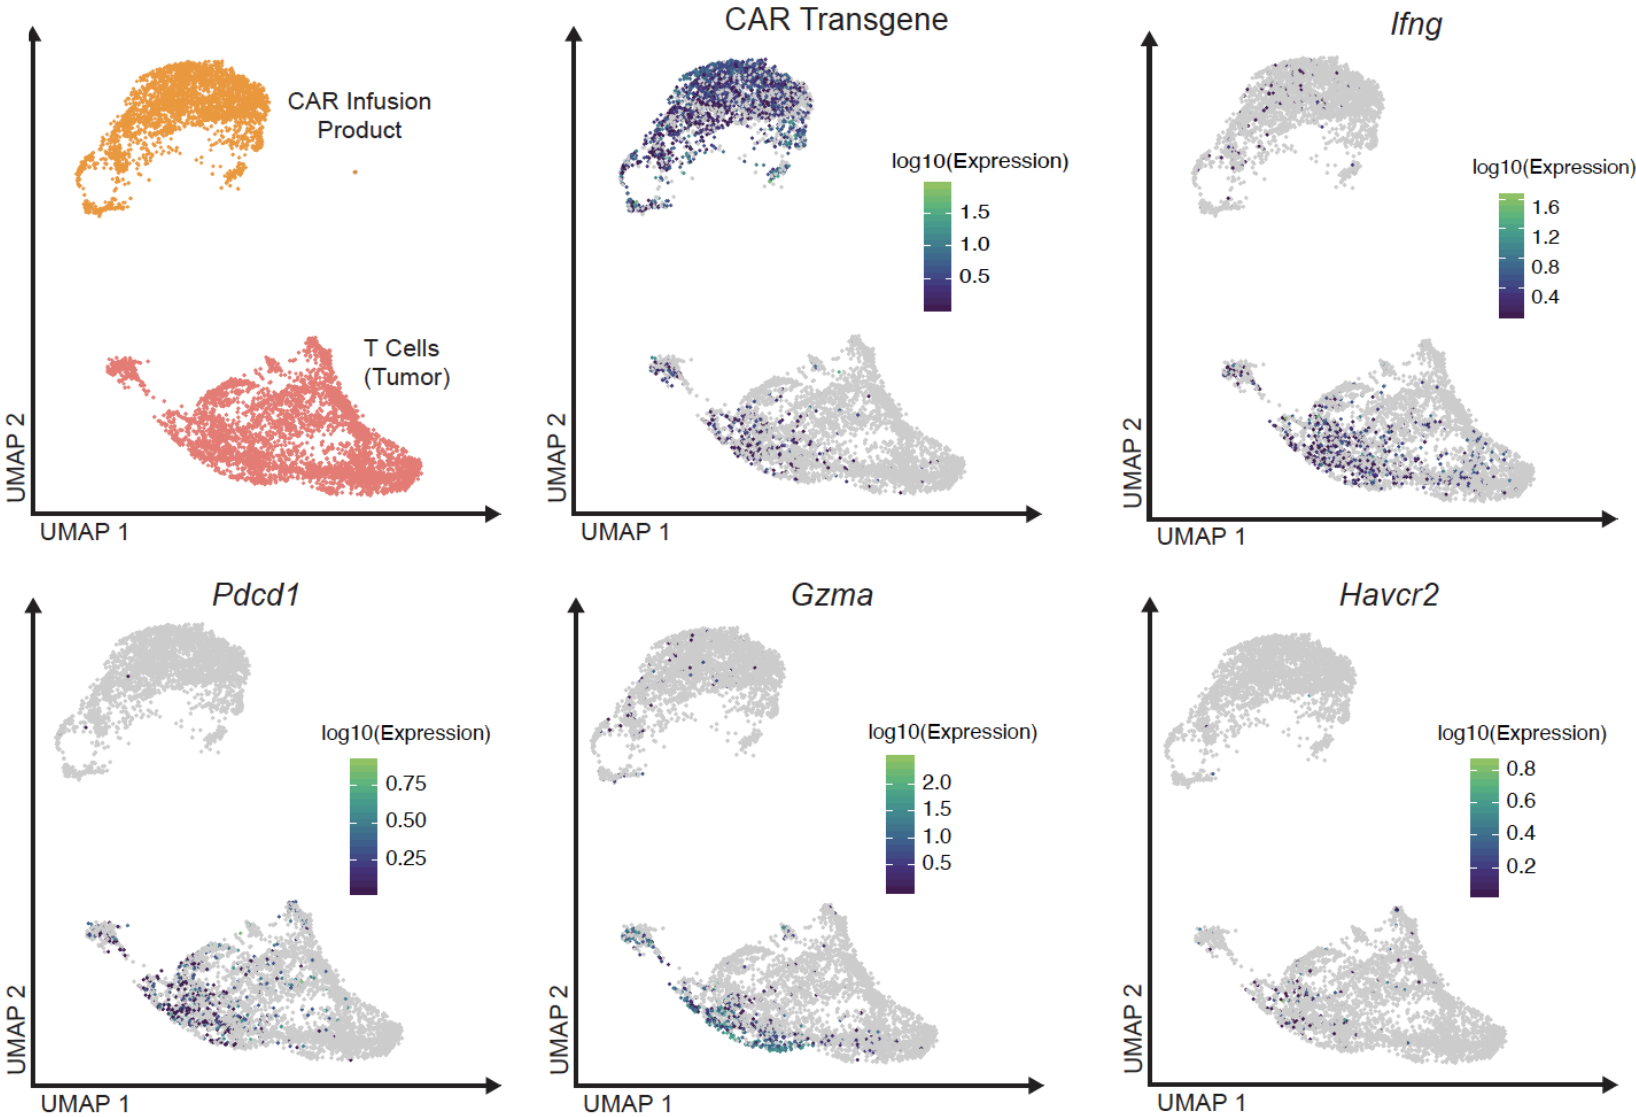 CAR Infusion
Product
T Cells
(Tumor)
UMAP 2
UMAP 1
CAR Transgene
log10(Expression)
1.5
1.0
0.5
UMAP 2
UMAP 1
Ifng
log10(Expression)
1.6
1.2
0.8
0.4
UMAP 2
UMAP 1
Pdcd1
log10(Expression)
0.75
0.50
0.25
UMAP 2
UMAP 1
Gzma
log10(Expression)
2.0
1.5
1.0
0.5
UMAP 2
UMAP 1
Havcr2
log10(Expression)
0.8
0.6
0.4
0.2
UMAP 2
UMAP 1